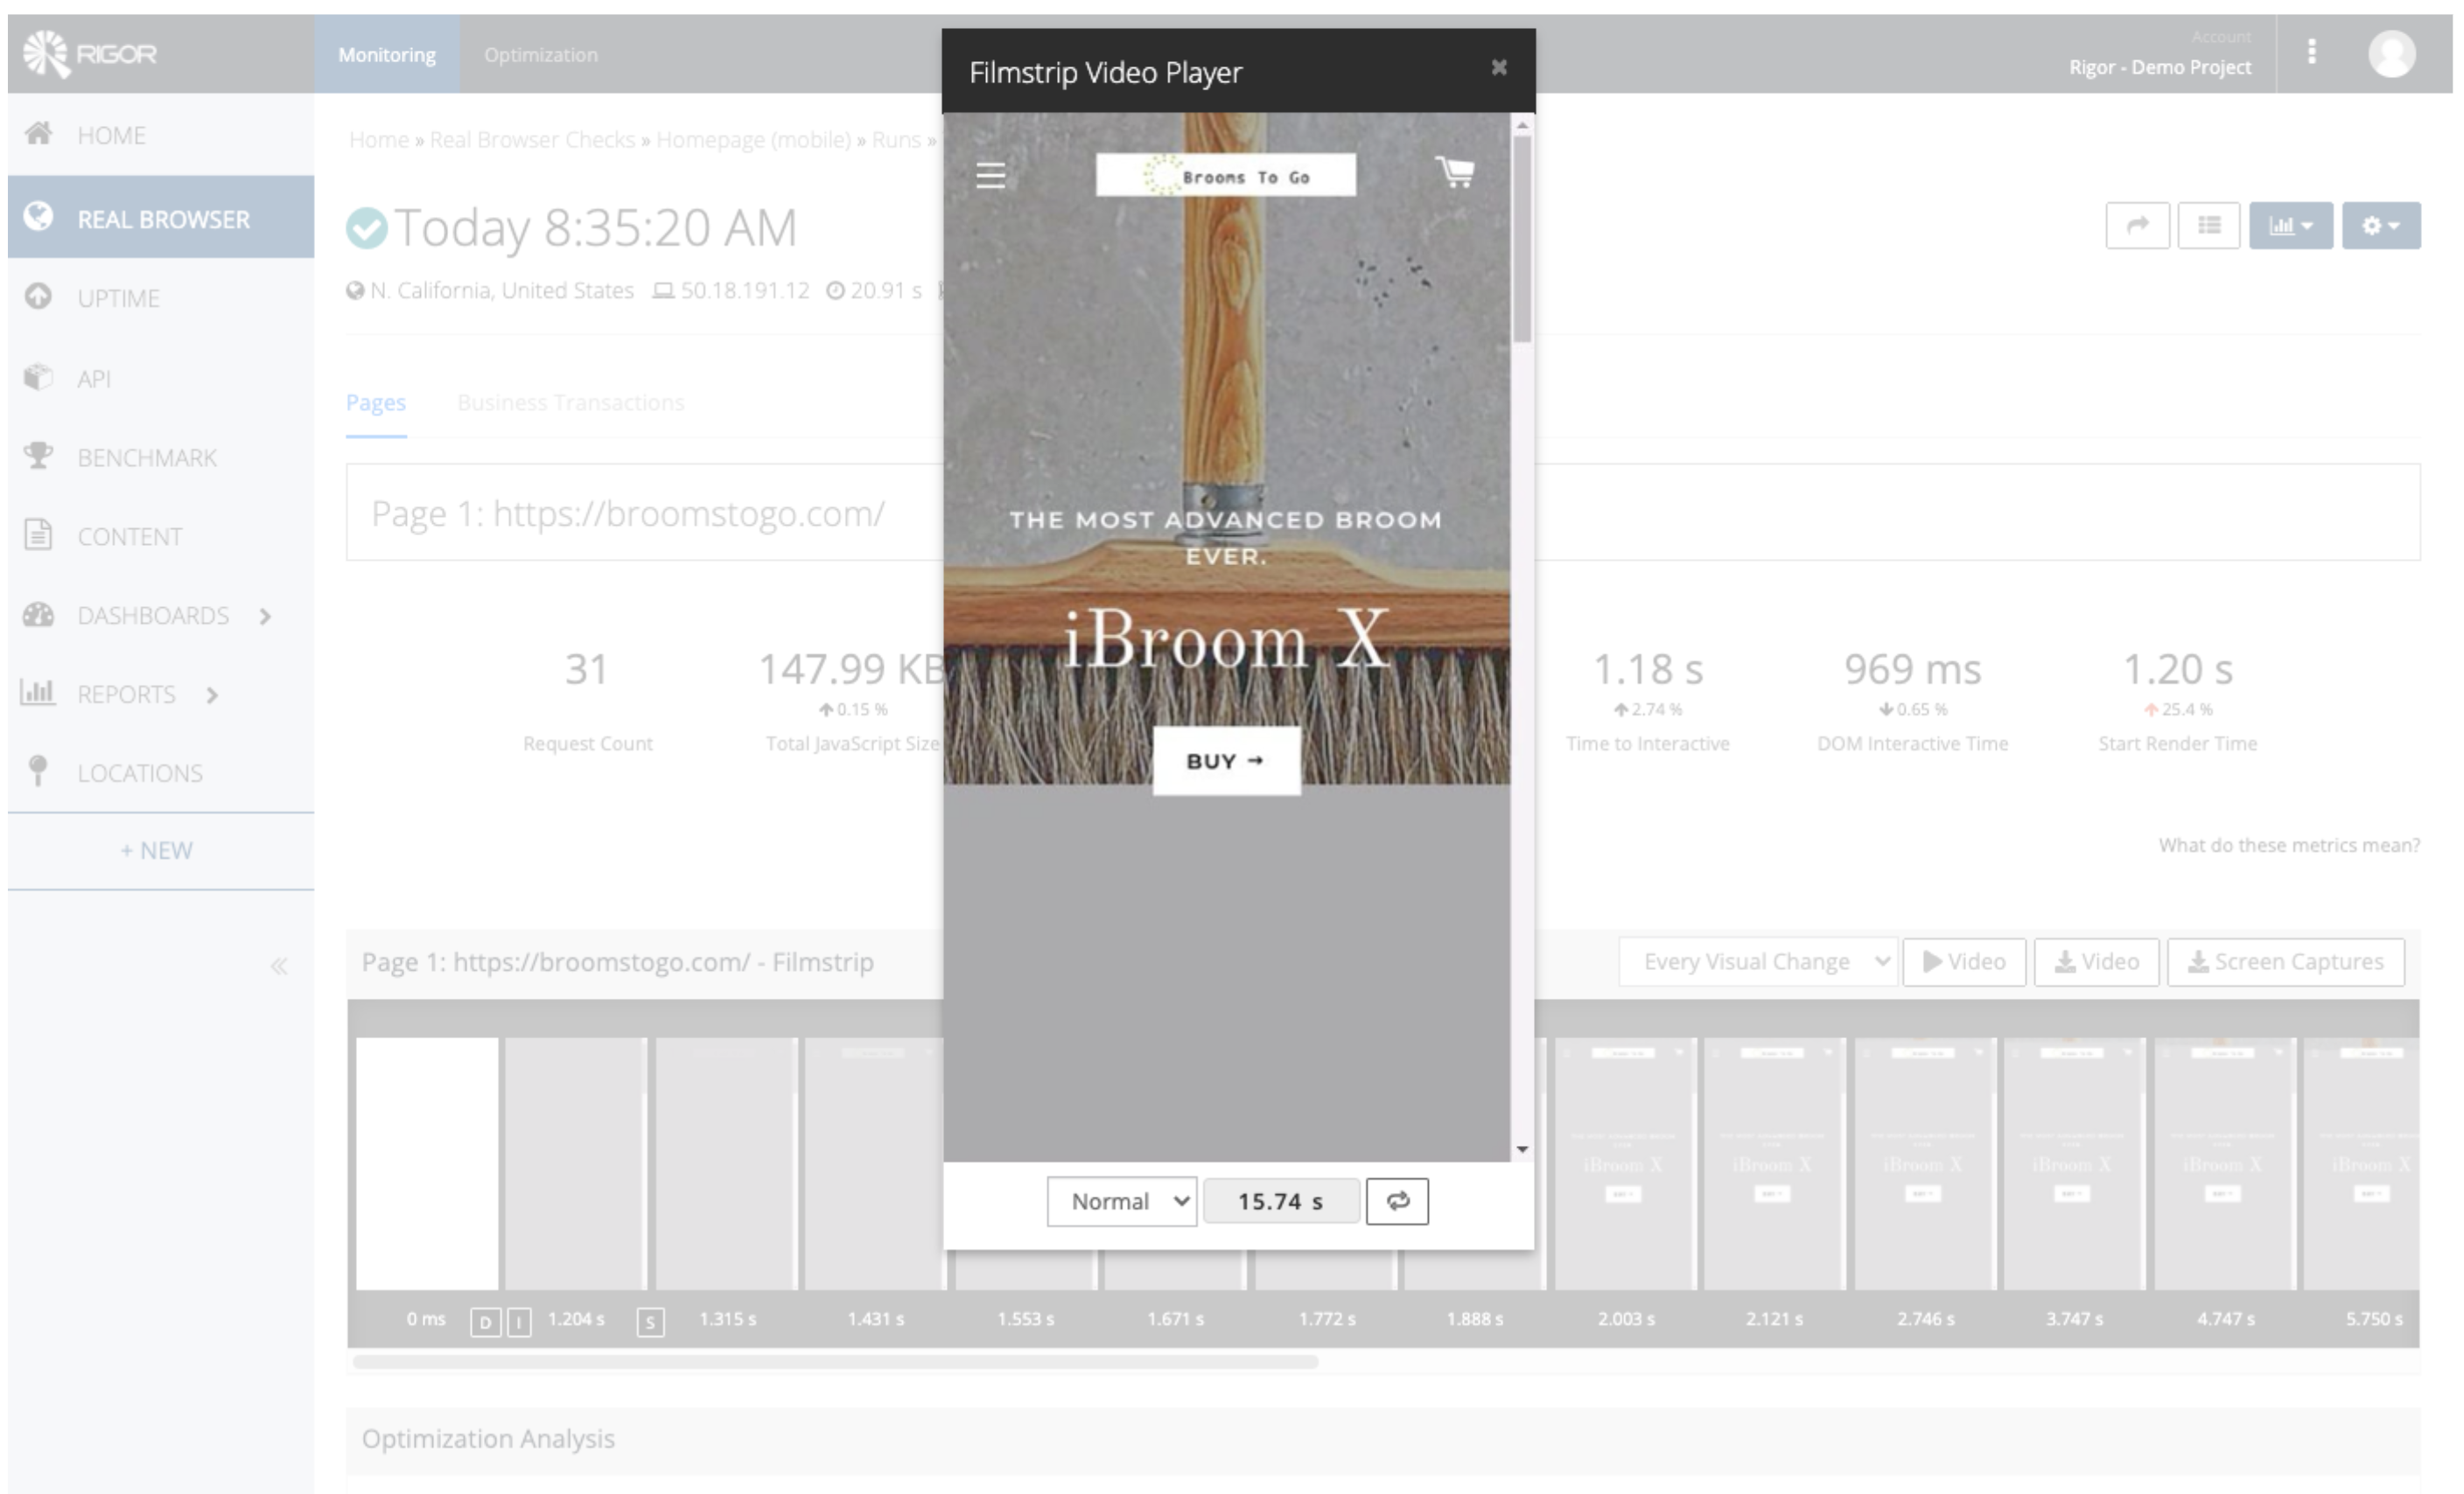 RIGOR
Monitoring
Optimization
Account
Rigor - Demo Project
HOME
REAL BROWSER
UPTIME
API
BENCHMARK
CONTENT
DASHBOARDS
REPORTS
LOCATIONS
+ NEW
Home » Real Browser Checks » Homepage (mobile) » Runs »
Today 8:35:20 AM
N. California, United States 50.18.191.12 20.91 s
Pages
Business Transactions
Page 1: https://broomstogo.com/
31
Request Count
147.99 KB
0.15 %
Total JavaScript Size
1.18 s
2.74 %
Time to Interactive
969 ms
0.65 %
DOM Interactive Time
1.20 s
25.4 %
Start Render Time
What do these metrics mean?
Filmstrip Video Player
Brooms To Go
THE MOST ADVANCED BROOM
EVER.
iBroom X
BUY →
Normal
15.74 s
Page 1: https://broomstogo.com/ - Filmstrip
Every Visual Change
Video
Video
Screen Captures
iBroom X
iBroom X
iBroom X
iBroom X
iBroom X
iBroom X
0 ms
D
I
1.204 s
S
1.315 s
1.431 s
1.553 s
1.671 s
1.772 s
1.888 s
2.003 s
2.121 s
2.746 s
3.747 s
4.747 s
5.750 s
Optimization Analysis